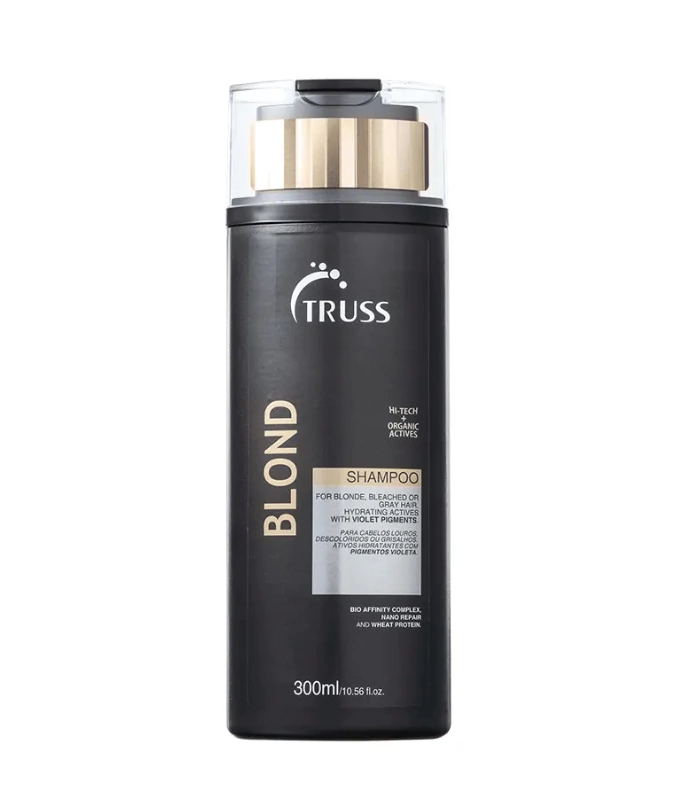 TRUSS
BLOND
HI-TECH
+
ORGANIC
ACTIVES
SHAMPOO
FOR BLONDE, BLEACHED OR
GRAY HAIR.
HYDRATING ACTIVES
WITH VIOLET PIGMENTS.
PARA CABELOS LOUROS,
DESCOLORIDOS OU GRISALHOS.
ATIVOS HIDRATANTES COM
PIGMENTOS VIOLETA.
BIO AFFINITY COMPLEX,
NANO REPAIR
AND WHEAT PROTEIN.
300ml/10.56 fl.oz.